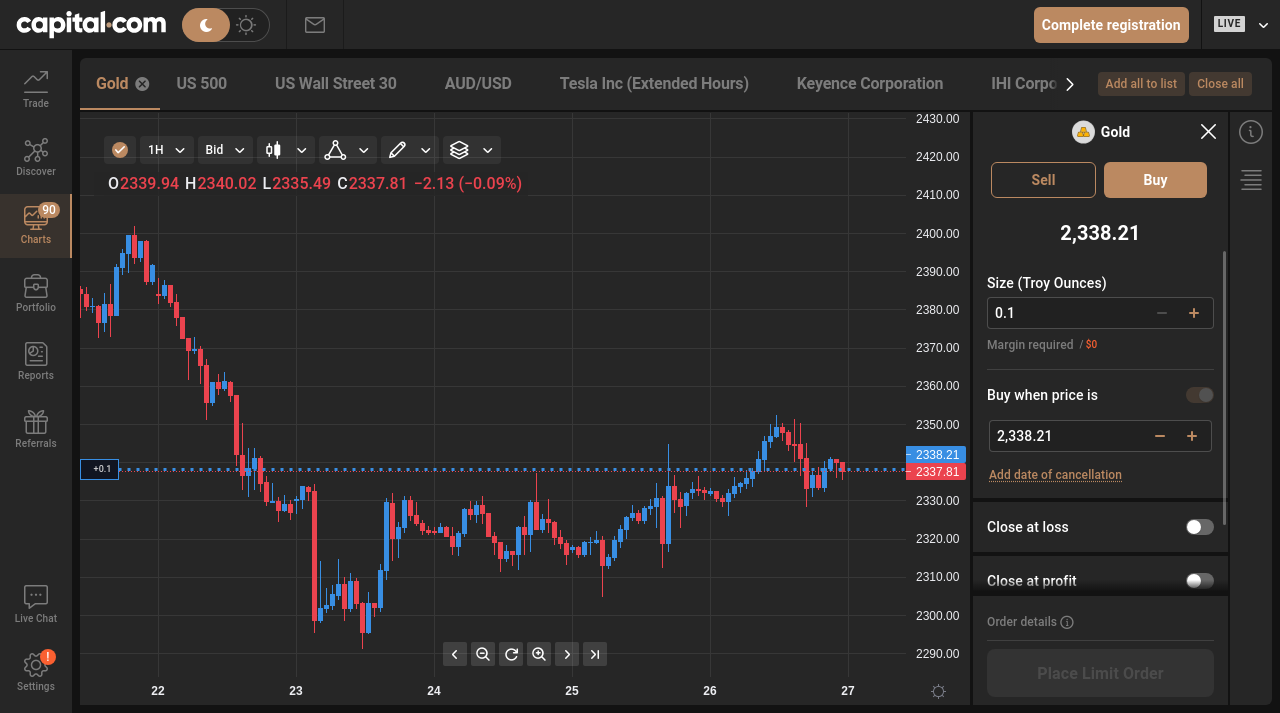 capital.com
Complete registration
LIVE
Trade
Discover
90
Charts
Portfolio
Reports
Referrals
Live Chat
!
Settings
Gold
US 500
US Wall Street 30
AUD/USD
Tesla Inc (Extended Hours)
Keyence Corporation
IHI Corpo
Add all to list
Close all
1H
Bid
O2339.94 H2340.02 L2335.49 C2337.81 −2.13 (−0.09%)
2430.00
2420.00
2410.00
2400.00
2390.00
2380.00
2370.00
2360.00
2350.00
2338.21
2337.81
2330.00
2320.00
2310.00
2300.00
2290.00
+0.1
22
23
24
25
26
27
Gold
Sell
Buy
2,338.21
Size (Troy Ounces)
0.1
Margin required / $0
Buy when price is
2,338.21
Add date of cancellation
Close at loss
Close at profit
Order details
Place Limit Order